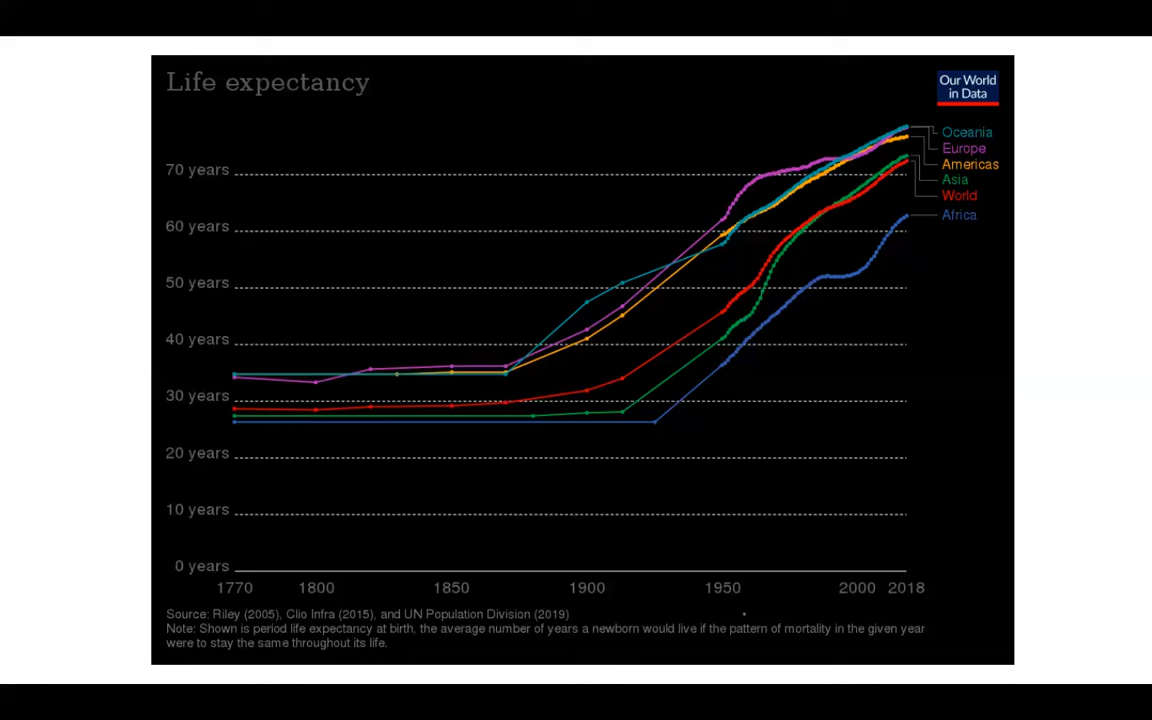 Life expectancy
Our World
in Data
Oceania
Europe
Americas
Asia
World
Africa
70 years
60 years
50 years
40 years
30 years
20 years
10 years
0 years
1770 1800 1850 1900 1950 2000 2018
Source: Riley (2005), Clio Infra (2015), and UN Population Division (2019)
Note: Shown is period life expectancy at birth, the average number of years a newborn would live if the pattern of mortality in the given year
were to stay the same throughout its life.